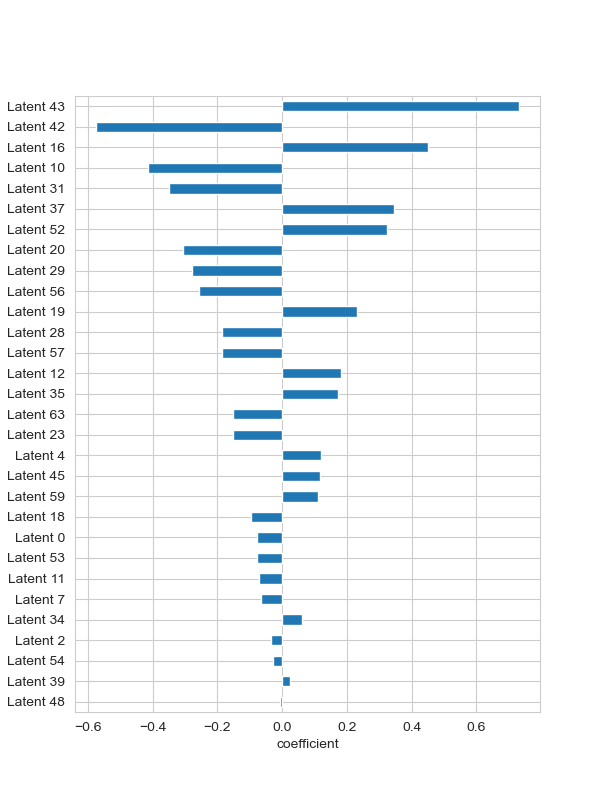 Latent 43
Latent 42
Latent 16
Latent 10
Latent 31
Latent 37
Latent 52
Latent 20
Latent 29
Latent 56
Latent 19
Latent 28
Latent 57
Latent 12
Latent 35
Latent 63
Latent 23
Latent 4
Latent 45
Latent 59
Latent 18
Latent 0
Latent 53
Latent 11
Latent 7
Latent 34
Latent 2
Latent 54
Latent 39
Latent 48
−0.6 −0.4 −0.2 0.0 0.2 0.4 0.6
coefficient